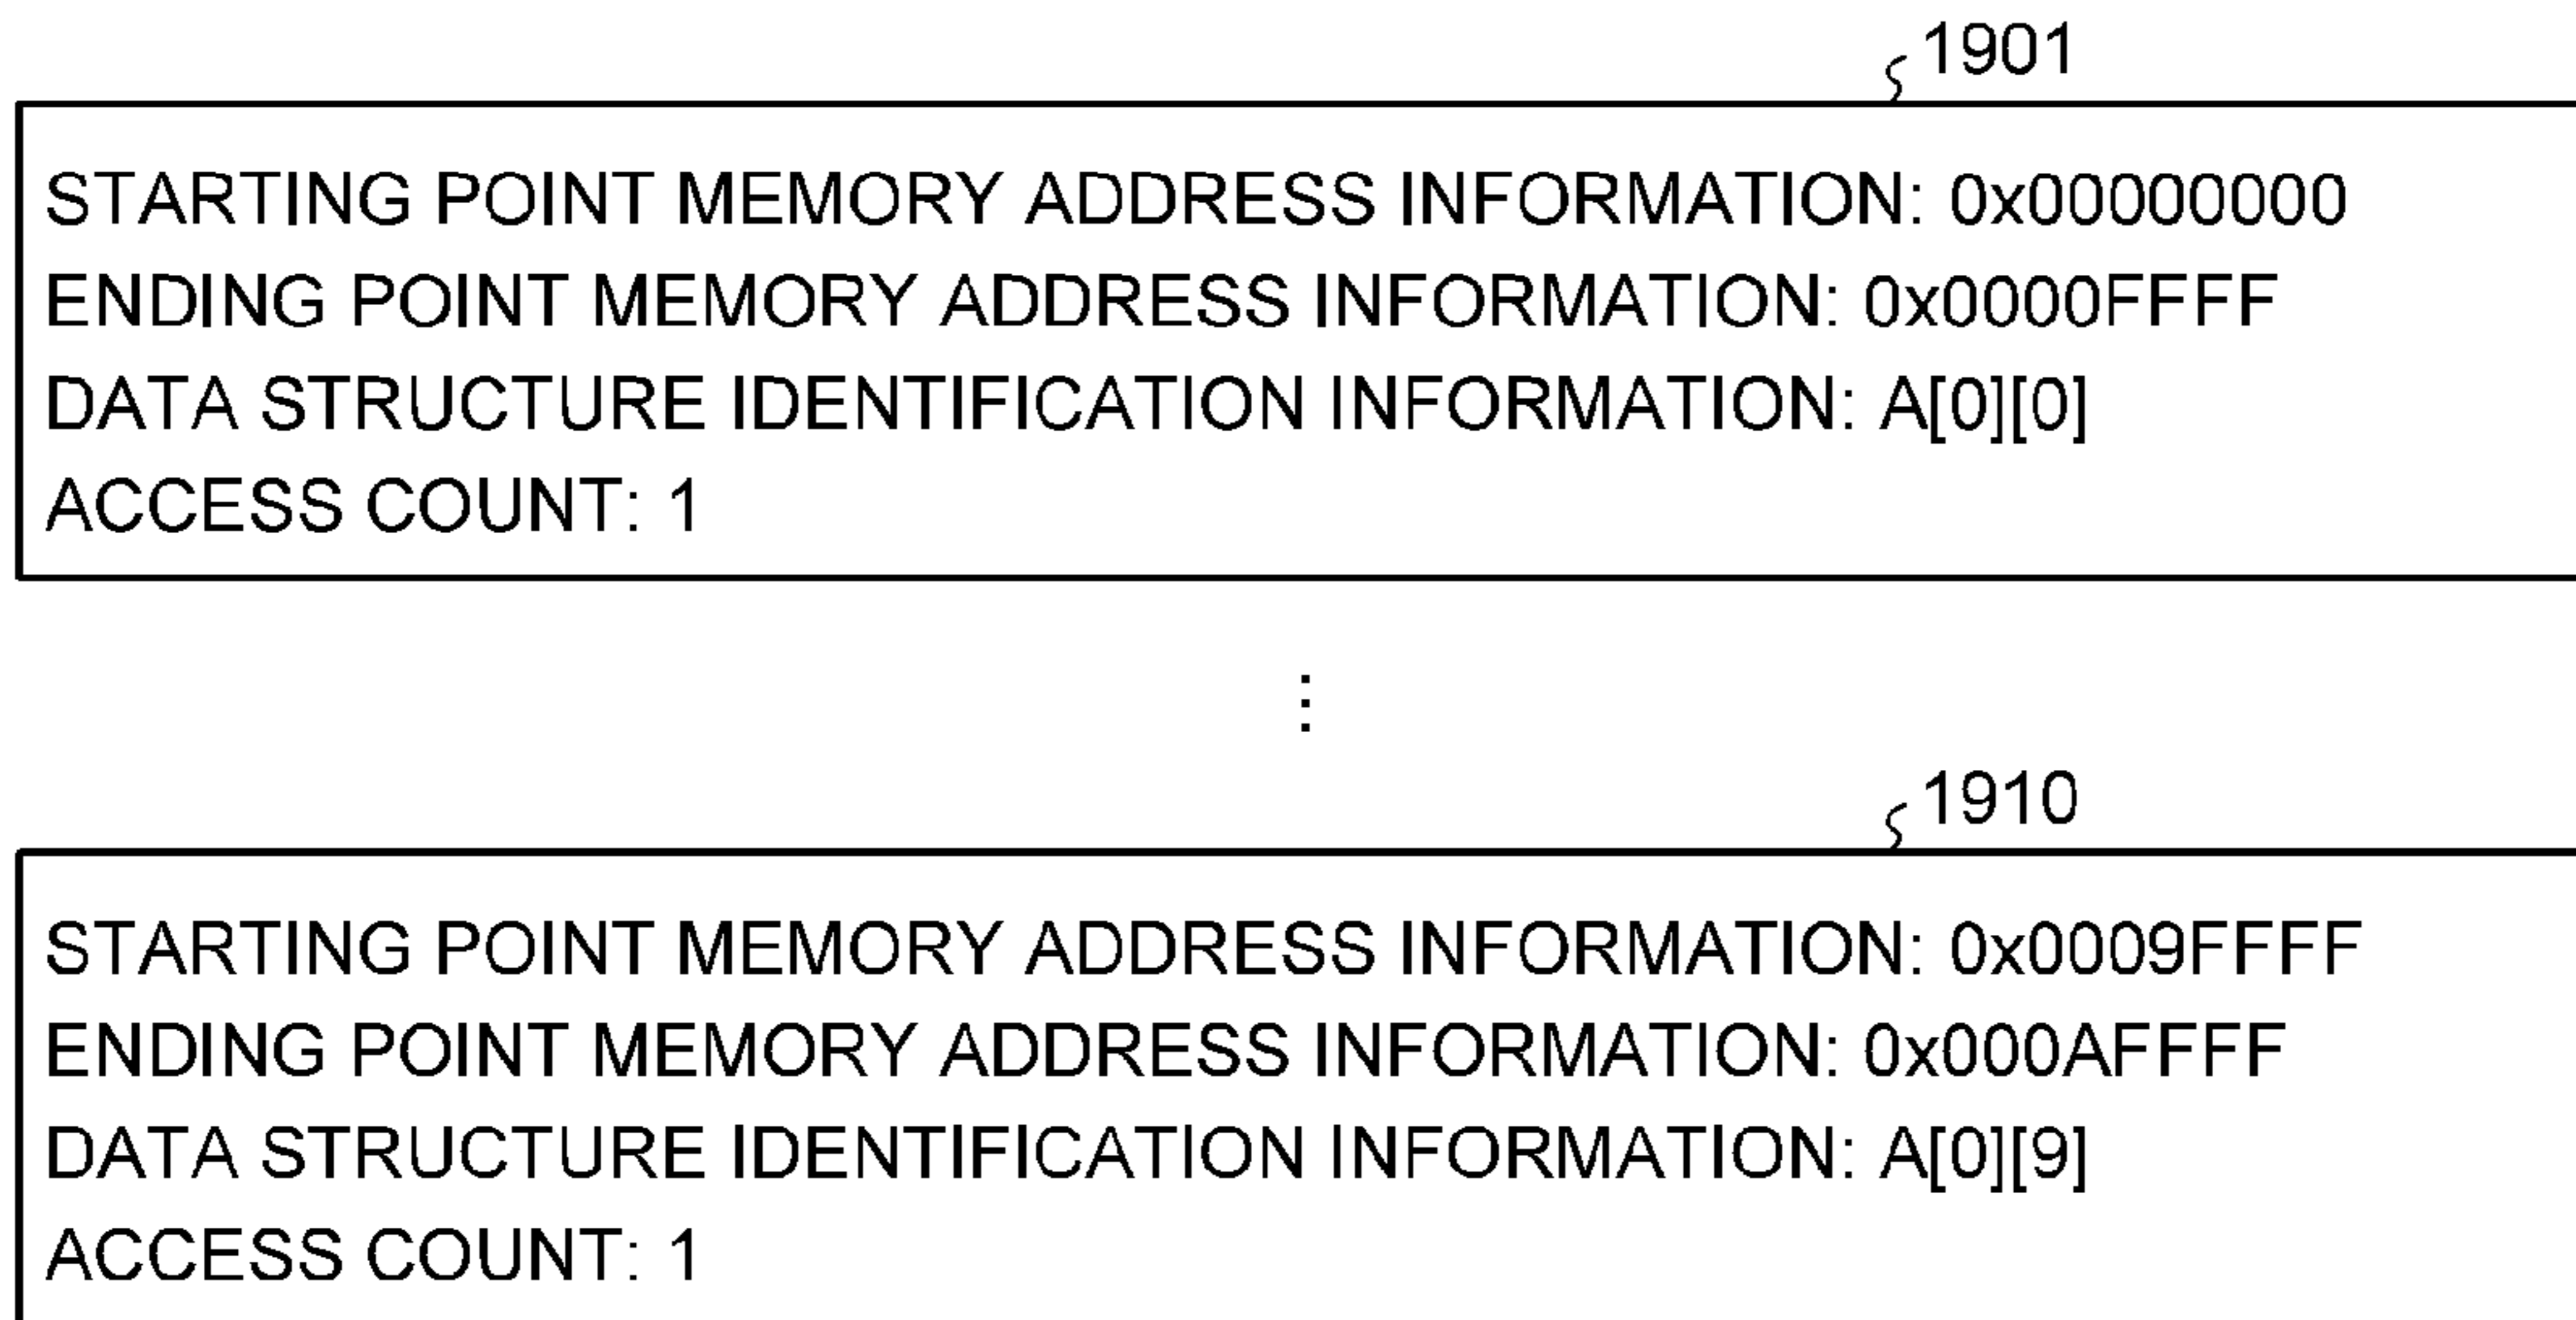 1901
STARTING POINT MEMORY ADDRESS INFORMATION: 0x00000000
ENDING POINT MEMORY ADDRESS INFORMATION: 0x0000FFFF
DATA STRUCTURE IDENTIFICATION INFORMATION: A[0][0]
ACCESS COUNT: 1
⋮
1910
STARTING POINT MEMORY ADDRESS INFORMATION: 0x0009FFFF
ENDING POINT MEMORY ADDRESS INFORMATION: 0x000AFFFF
DATA STRUCTURE IDENTIFICATION INFORMATION: A[0][9]
ACCESS COUNT: 1